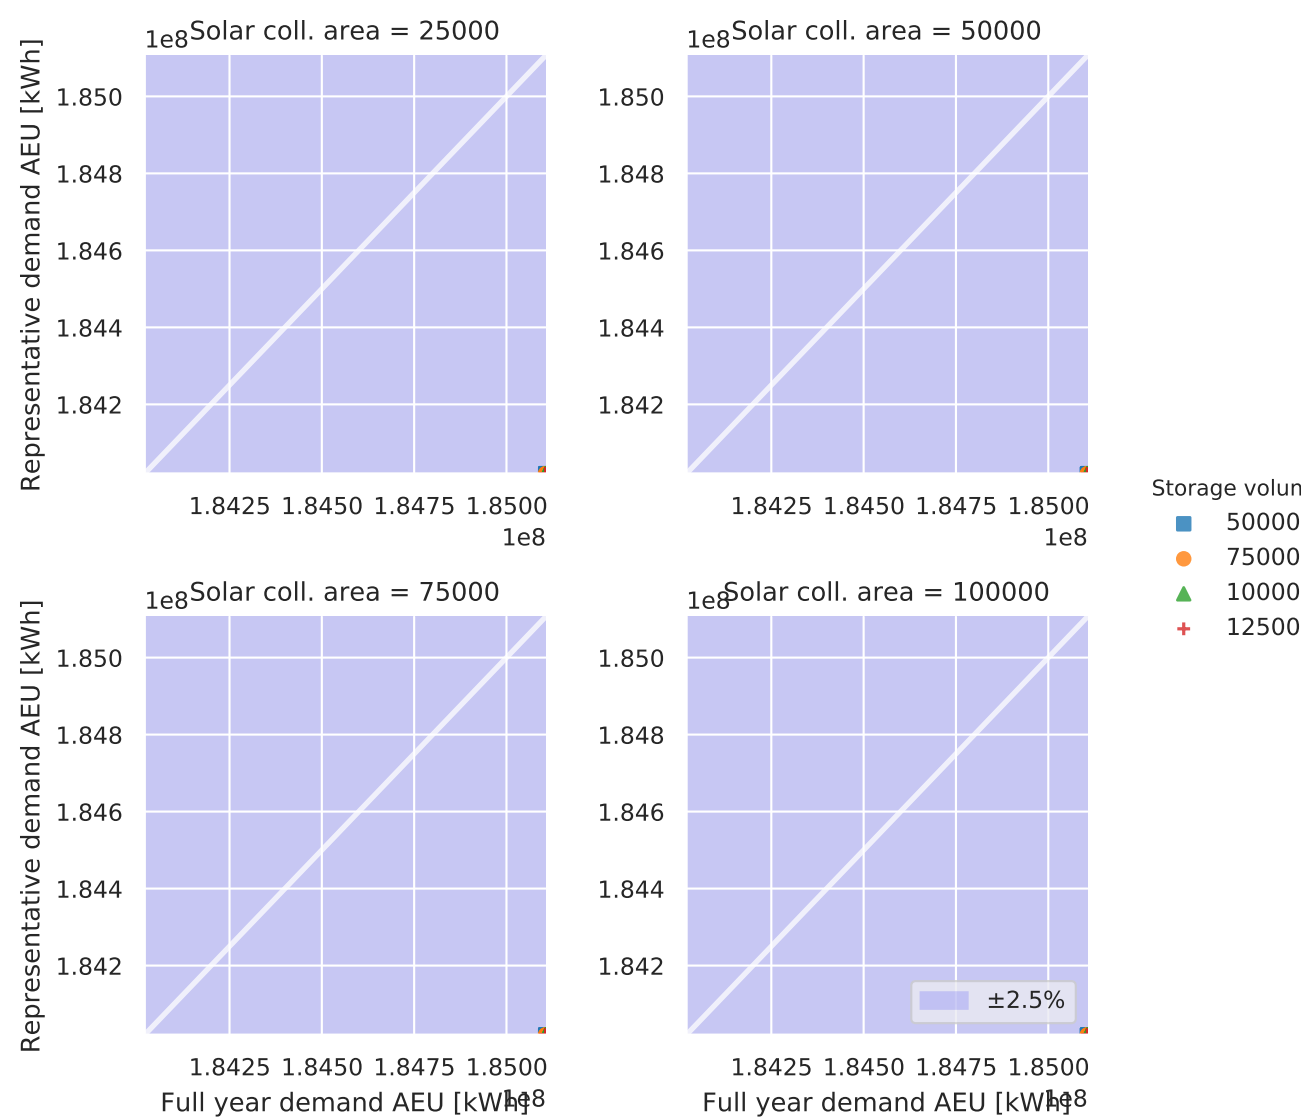 1e8 Solar coll. area = 25000
1e8 Solar coll. area = 50000
Representative demand AEU [kWh]
1.850
1.848
1.846
1.844
1.842
1.850
1.848
1.846
1.844
1.842
1.8425 1.8450 1.8475 1.8500
1e8
1.8425 1.8450 1.8475 1.8500
1e8
Storage volum
50000
75000
10000
12500
1e8 Solar coll. area = 75000
1e8 Solar coll. area = 100000
Representative demand AEU [kWh]
1.850
1.848
1.846
1.844
1.842
1.850
1.848
1.846
1.844
1.842
±2.5%
1.8425 1.8450 1.8475 1.8500
1e8
Full year demand AEU [kWh]
1.8425 1.8450 1.8475 1.8500
1e8
Full year demand AEU [kWh]